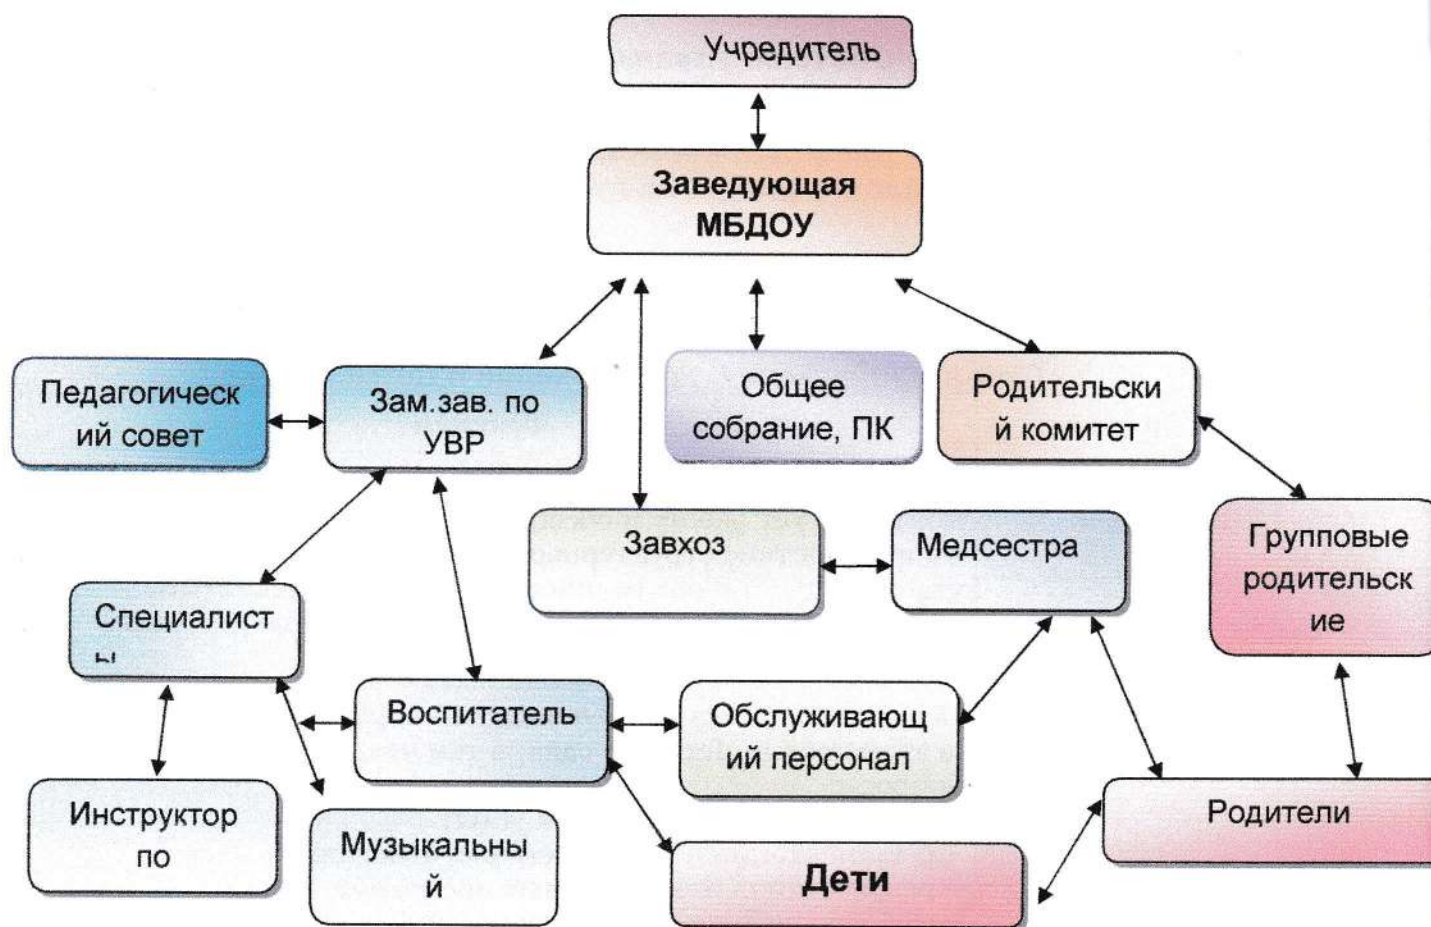 Учредитель
Заведующая
МБДОУ
Педагогическ
ий совет
Зам.зав. по
УВР
Общее
собрание, ПК
Родительски
й комитет
Завхоз
Медсестра
Групповые
родительск
ие
Специалист
ы
Воспитатель
Обслуживающ
ий персонал
Инструктор
по
Музыкальны
й
Дети
Родители